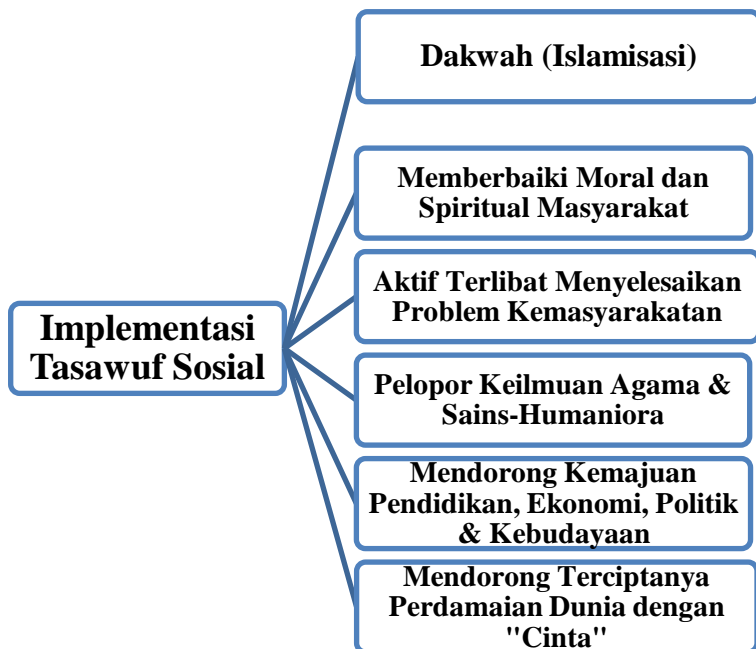 Implementasi
Tasawuf Sosial
Dakwah (Islamisasi)
Memberbaiki Moral dan
Spiritual Masyarakat
Aktif Terlibat Menyelesaikan
Problem Kemasyarakatan
Pelopor Keilmuan Agama &
Sains-Humaniora
Mendorong Kemajuan
Pendidikan, Ekonomi, Politik
& Kebudayaan
Mendorong Terciptanya
Perdamaian Dunia dengan
"Cinta"